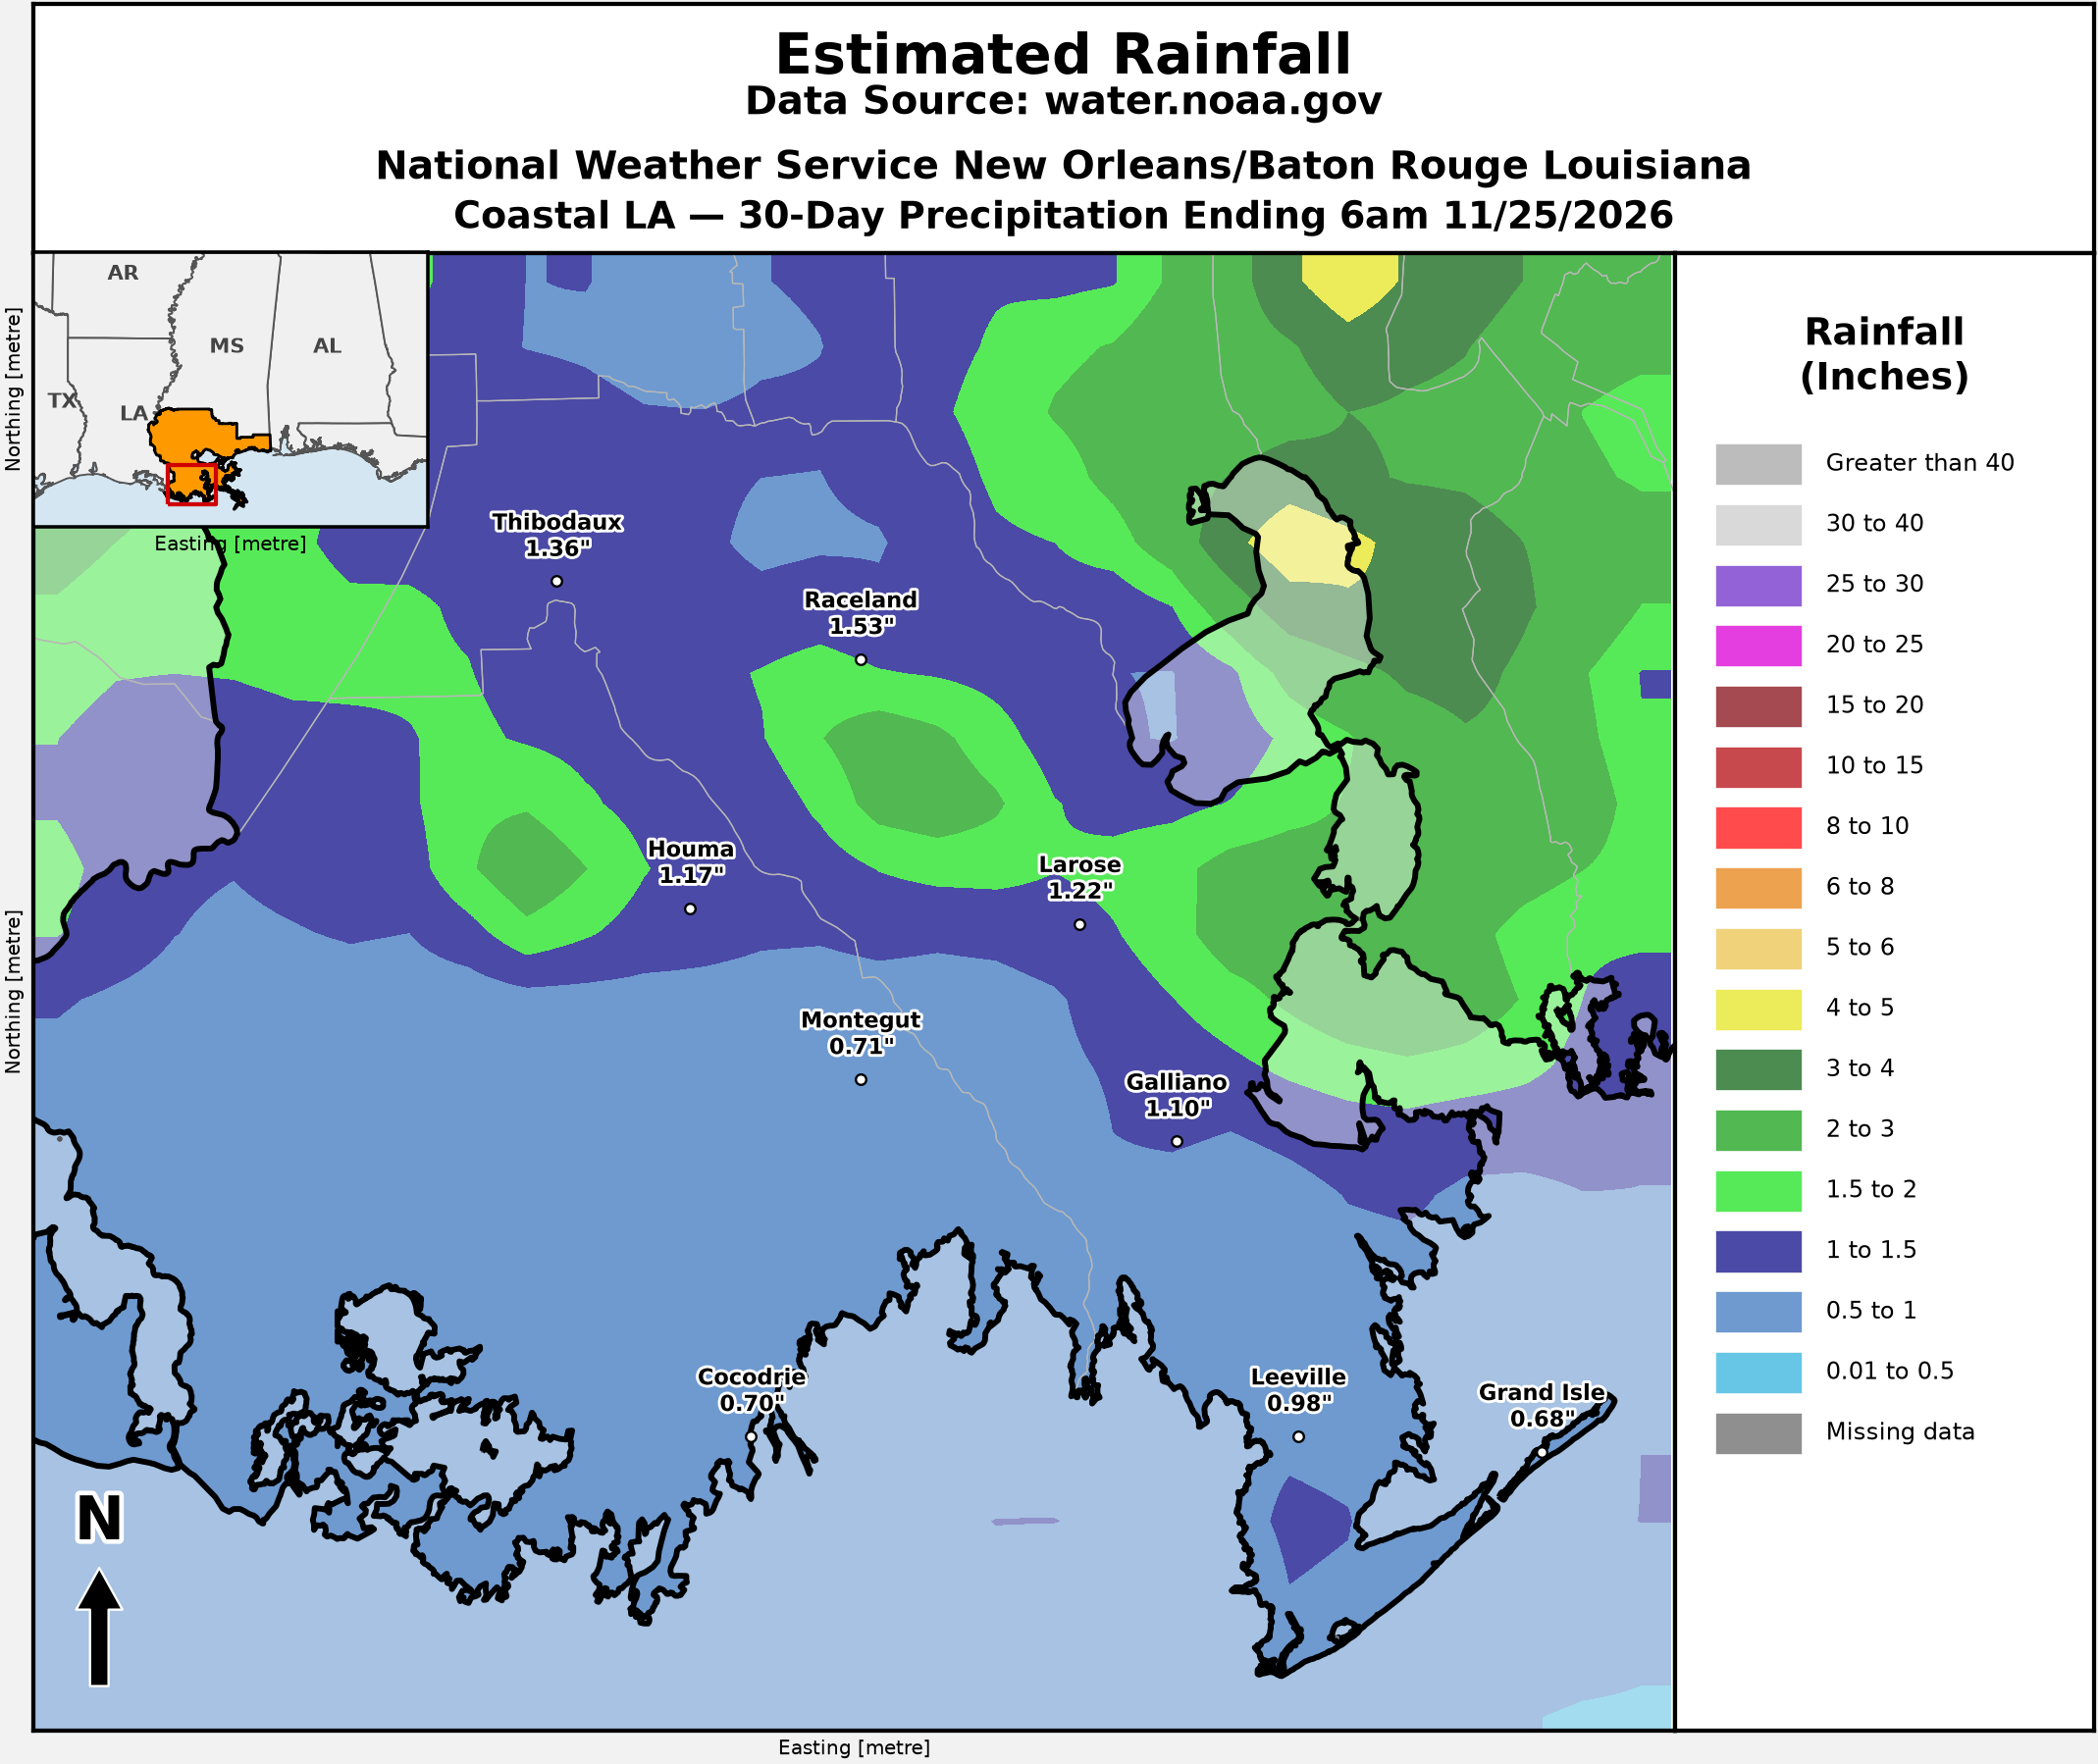 Estimated Rainfall
Data Source: water.noaa.gov
National Weather Service New Orleans/Baton Rouge Louisiana
Coastal LA — 30-Day Precipitation Ending 6am 11/25/2026
Northing [metre]
AR
MS
AL
TX
LA
Easting [metre]
Thibodaux
1.36"
Raceland
1.53"
Houma
1.17"
Larose
1.22"
Montegut
0.71"
Galliano
1.10"
Cocodrie
0.70"
Leeville
0.98"
Grand Isle
0.68"
N
Northing [metre]
Easting [metre]
Rainfall
(Inches)
Greater than 40
30 to 40
25 to 30
20 to 25
15 to 20
10 to 15
8 to 10
6 to 8
5 to 6
4 to 5
3 to 4
2 to 3
1.5 to 2
1 to 1.5
0.5 to 1
0.01 to 0.5
Missing data